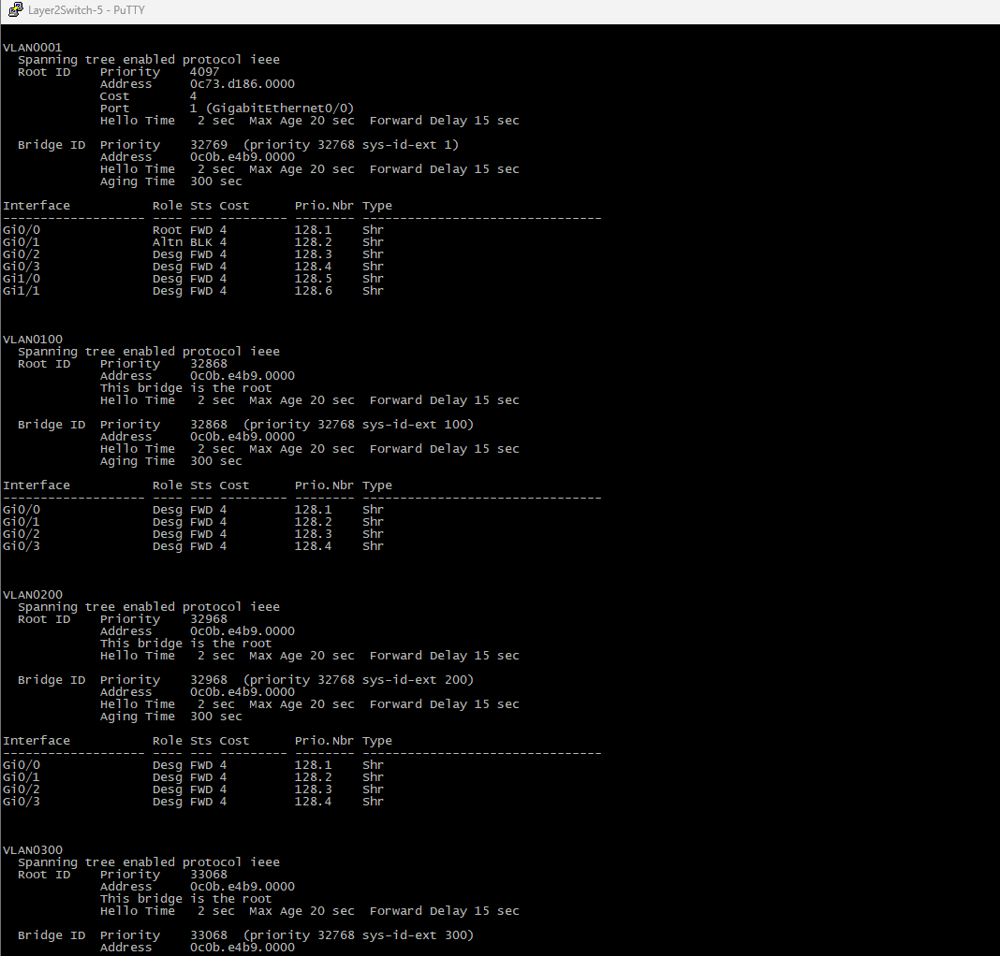 Layer2Switch-5 - PuTTY
VLAN0001
  Spanning tree enabled protocol ieee
  Root ID    Priority    4097
             Address     0c73.d186.0000
             Cost        4
             Port        1 (GigabitEthernet0/0)
             Hello Time   2 sec  Max Age 20 sec  Forward Delay 15 sec

  Bridge ID  Priority    32769  (priority 32768 sys-id-ext 1)
             Address     0c0b.e4b9.0000
             Hello Time   2 sec  Max Age 20 sec  Forward Delay 15 sec
             Aging Time  300 sec

Interface           Role Sts Cost      Prio.Nbr Type
------------------- ---- --- --------- -------- --------------------------------
Gi0/0               Root FWD 4         128.1    Shr
Gi0/1               Altn BLK 4         128.2    Shr
Gi0/2               Desg FWD 4         128.3    Shr
Gi0/3               Desg FWD 4         128.4    Shr
Gi1/0               Desg FWD 4         128.5    Shr
Gi1/1               Desg FWD 4         128.6    Shr

VLAN0100
  Spanning tree enabled protocol ieee
  Root ID    Priority    32868
             Address     0c0b.e4b9.0000
             This bridge is the root
             Hello Time   2 sec  Max Age 20 sec  Forward Delay 15 sec

  Bridge ID  Priority    32868  (priority 32768 sys-id-ext 100)
             Address     0c0b.e4b9.0000
             Hello Time   2 sec  Max Age 20 sec  Forward Delay 15 sec
             Aging Time  300 sec

Interface           Role Sts Cost      Prio.Nbr Type
------------------- ---- --- --------- -------- --------------------------------
Gi0/0               Desg FWD 4         128.1    Shr
Gi0/1               Desg FWD 4         128.2    Shr
Gi0/2               Desg FWD 4         128.3    Shr
Gi0/3               Desg FWD 4         128.4    Shr

VLAN0200
  Spanning tree enabled protocol ieee
  Root ID    Priority    32968
             Address     0c0b.e4b9.0000
             This bridge is the root
             Hello Time   2 sec  Max Age 20 sec  Forward Delay 15 sec

  Bridge ID  Priority    32968  (priority 32768 sys-id-ext 200)
             Address     0c0b.e4b9.0000
             Hello Time   2 sec  Max Age 20 sec  Forward Delay 15 sec
             Aging Time  300 sec

Interface           Role Sts Cost      Prio.Nbr Type
------------------- ---- --- --------- -------- --------------------------------
Gi0/0               Desg FWD 4         128.1    Shr
Gi0/1               Desg FWD 4         128.2    Shr
Gi0/2               Desg FWD 4         128.3    Shr
Gi0/3               Desg FWD 4         128.4    Shr

VLAN0300
  Spanning tree enabled protocol ieee
  Root ID    Priority    33068
             Address     0c0b.e4b9.0000
             This bridge is the root
             Hello Time   2 sec  Max Age 20 sec  Forward Delay 15 sec

  Bridge ID  Priority    33068  (priority 32768 sys-id-ext 300)
             Address     0c0b.e4b9.0000